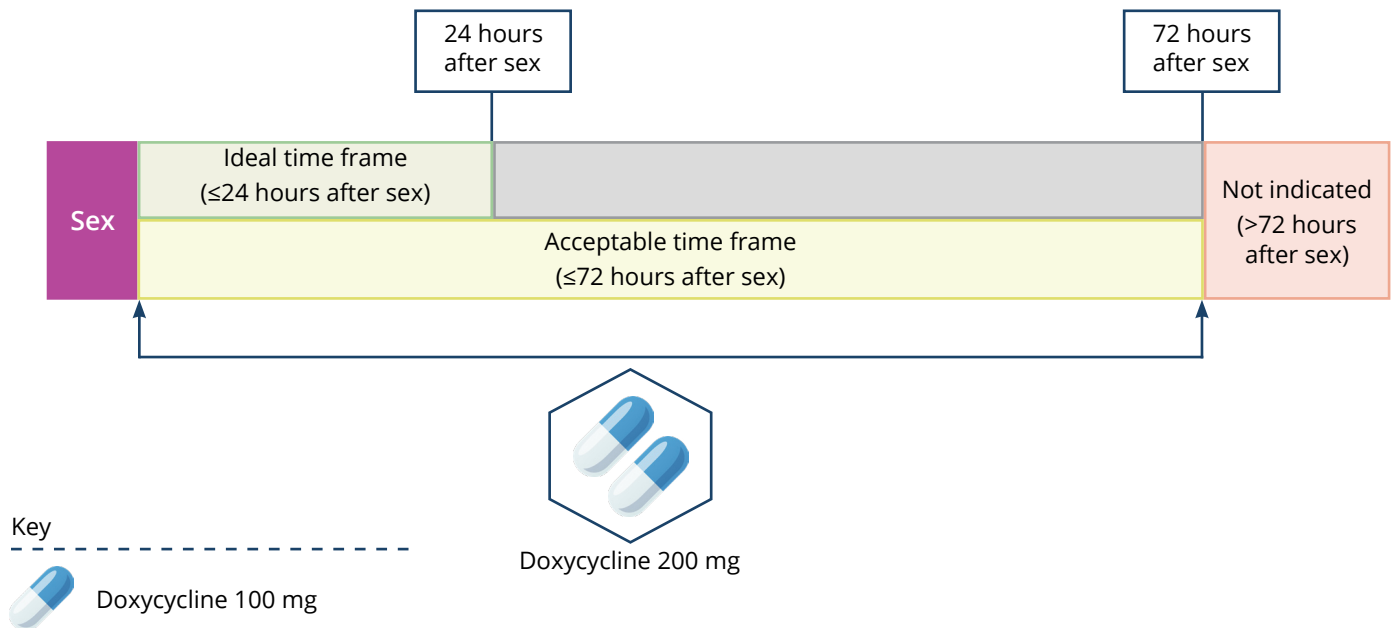 24 hours
after sex
72 hours
after sex
Sex
Ideal time frame
(≤24 hours after sex)
Acceptable time frame
(≤72 hours after sex)
Not indicated
(>72 hours
after sex)
Doxycycline 200 mg
Key
Doxycycline 100 mg